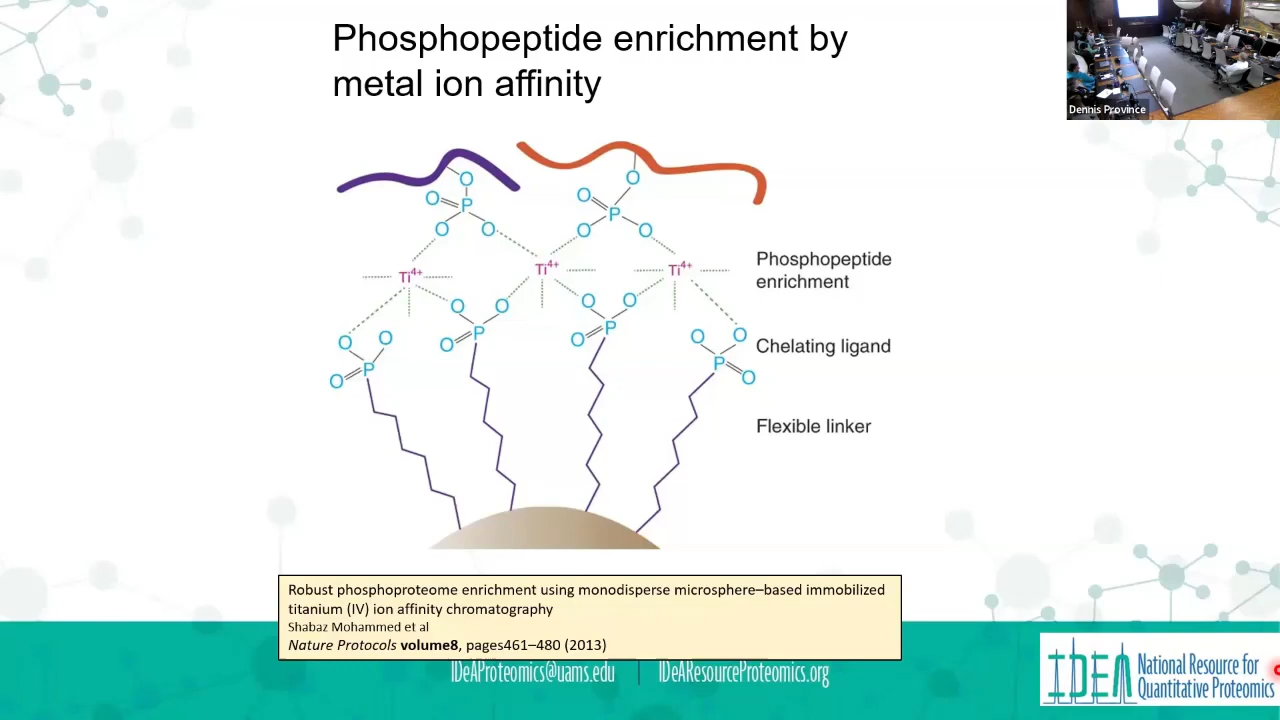 Phosphopeptide enrichment by
metal ion affinity
Dennis Province
O
O
P
O
O
O
O
P
O
O
Ti4+
Ti4+
Ti4+
Phosphopeptide
enrichment
O
O
P
O
O
O
P
O
O
O
P
O
O
O
P
O
Chelating ligand
Flexible linker
Robust phosphoproteome enrichment using monodisperse microsphere–based immobilized
titanium (IV) ion affinity chromatography
Shabaz Mohammed et al
Nature Protocols volume8, pages461–480 (2013)
IDeAProteomics@uams.edu | IDeAResourceProteomics.org
IDEA National Resource for
Quantitative Proteomics